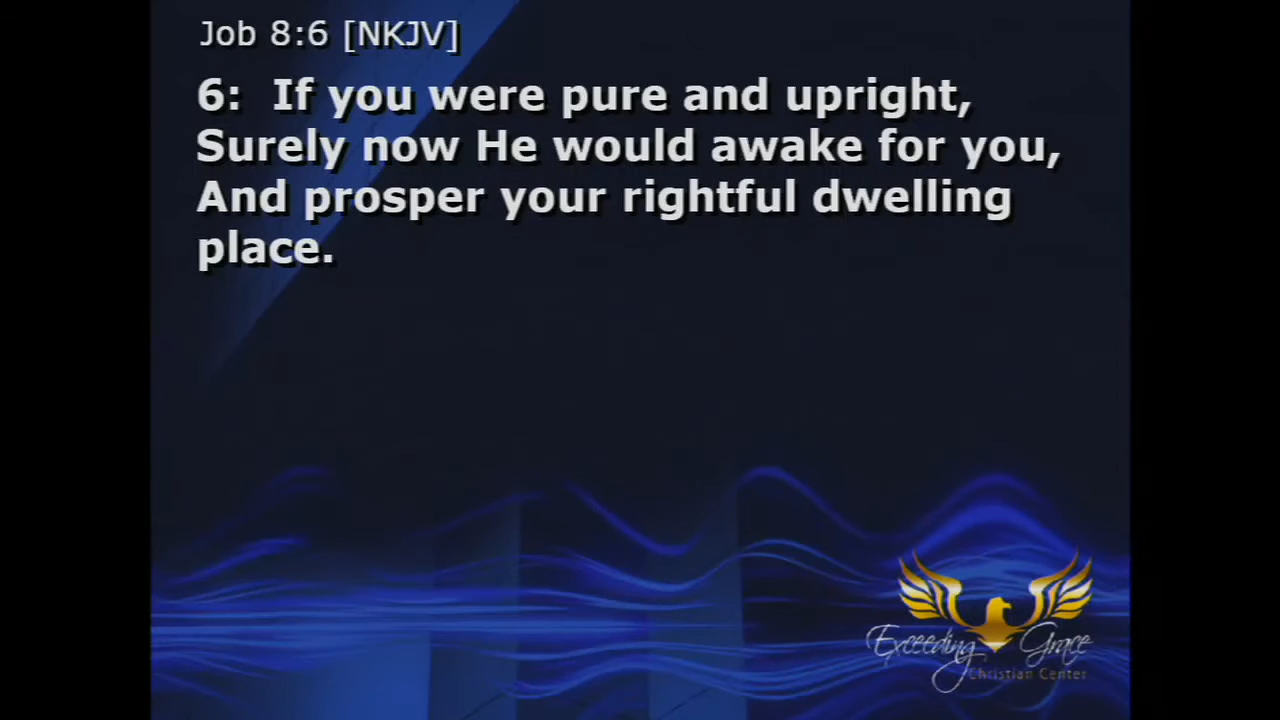 Job 8:6 [NKJV]
6: If you were pure and upright,
Surely now He would awake for you,
And prosper your rightful dwelling
place.
Exceeding Grace
Christian Center